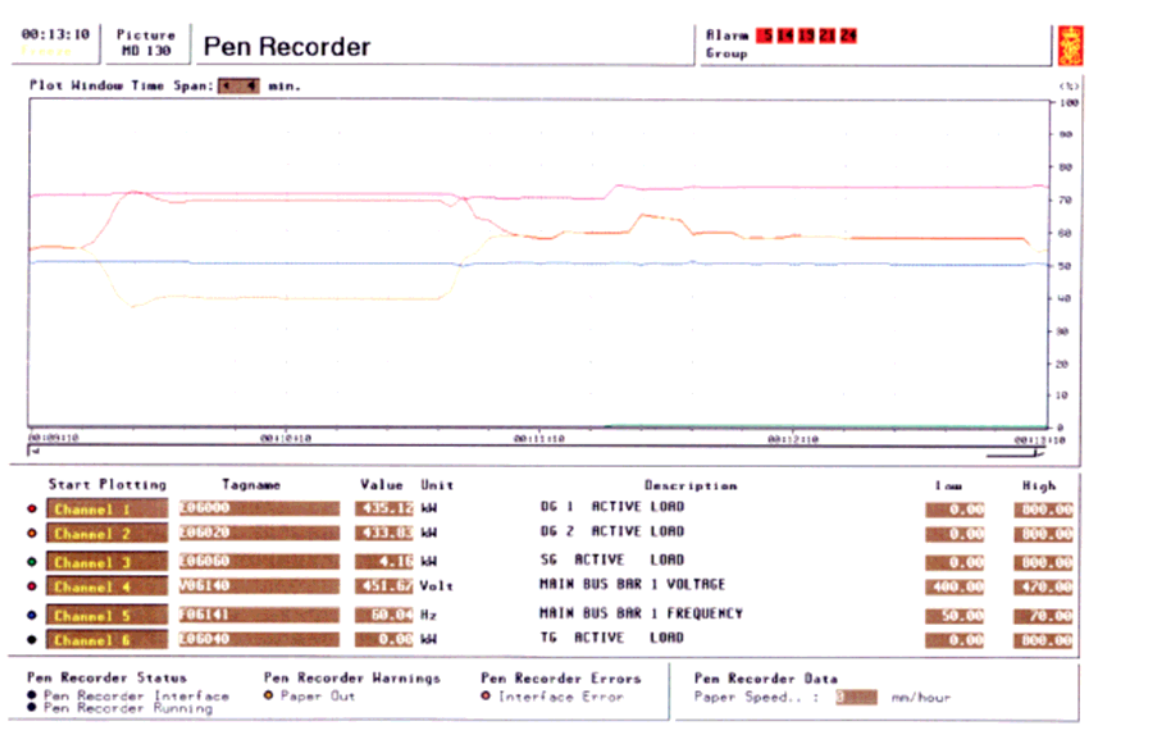 00:13:10 Picture Pen Recorder Alarm 5 14 19 21 24
Freeze MD 130 Group
Plot Window Time Span: 4 min.
(%)
100
90
80
70
60
50
40
30
20
10
0
00:09:10 00:10:10 00:11:10 00:12:10 00:13:10
Start Plotting Tagname Value Unit Description Low High
Channel 1 E06000 435.12 kW DG 1 ACTIVE LOAD 0.00 800.00
Channel 2 E06020 433.83 kW DG 2 ACTIVE LOAD 0.00 800.00
Channel 3 E06060 4.16 kW SG ACTIVE LOAD 0.00 800.00
Channel 4 V06140 451.67 Volt MAIN BUS BAR 1 VOLTAGE 400.00 470.00
Channel 5 F06141 60.04 Hz MAIN BUS BAR 1 FREQUENCY 50.00 70.00
Channel 6 E06040 0.00 kW TG ACTIVE LOAD 0.00 800.00
Pen Recorder Status Pen Recorder Warnings Pen Recorder Errors Pen Recorder Data
Pen Recorder Interface Paper Out Interface Error Paper Speed.. : mm/hour
Pen Recorder Running